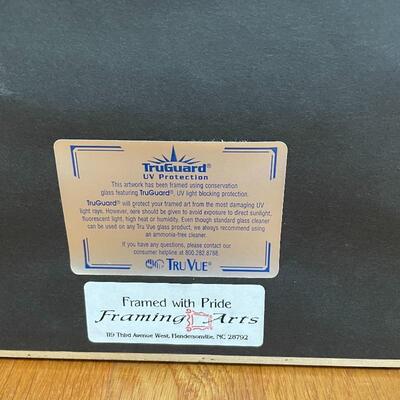 TruGuard®
UV Protection
This artwork has been framed using conservation
glass featuring TruGuard®, UV light blocking protection.
TruGuard® will protect your framed art from the most damaging UV
light rays. However, care should be given to avoid exposure to direct sunlight,
fluorescent light, high heat or humidity. Even though standard glass cleaner
can be used on any Tru Vue glass product, we always recommend using
an ammonia-free cleaner.
If you have any questions, please contact our
consumer helpline at 800.282.8788.
TRU VUE®
Framed with Pride
Framing Arts
119 Third Avenue West, Hendersonville, NC 28792